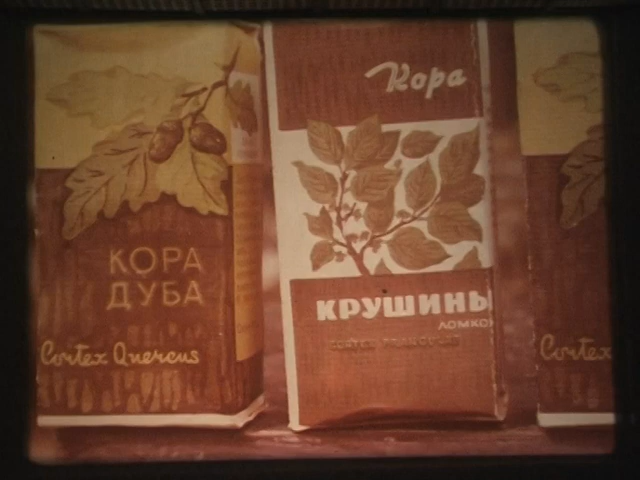 КОРА
ДУБА
Cortex Quercus
Кора
КРУШИНЫ
ЛОМКО
Cortex